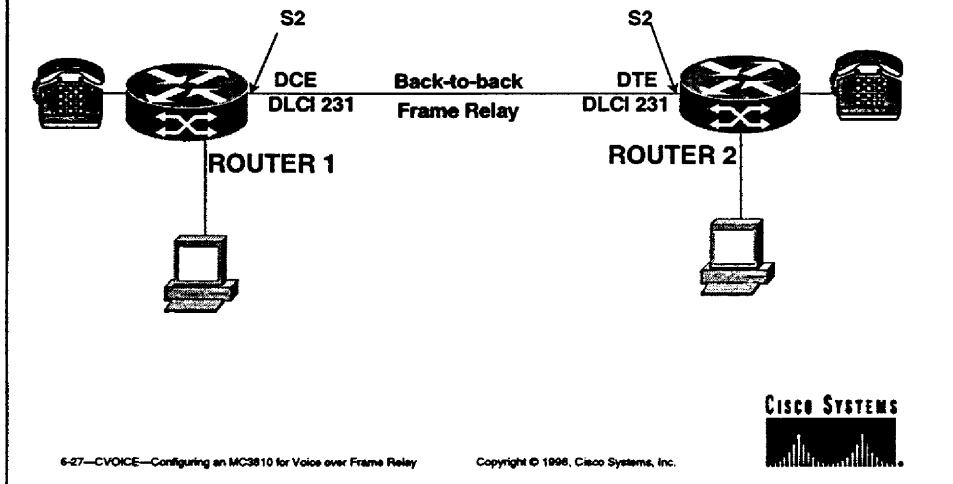 S2
S2
DCE
Back-to-back
DTE
DLCI 231
Frame Relay
DLCI 231
ROUTER 1
ROUTER 2
CISCO SYSTEMS
6-27—CVOICE—Configuring an MC3810 for Voice over Frame Relay
Copyright © 1998, Cisco Systems, Inc.